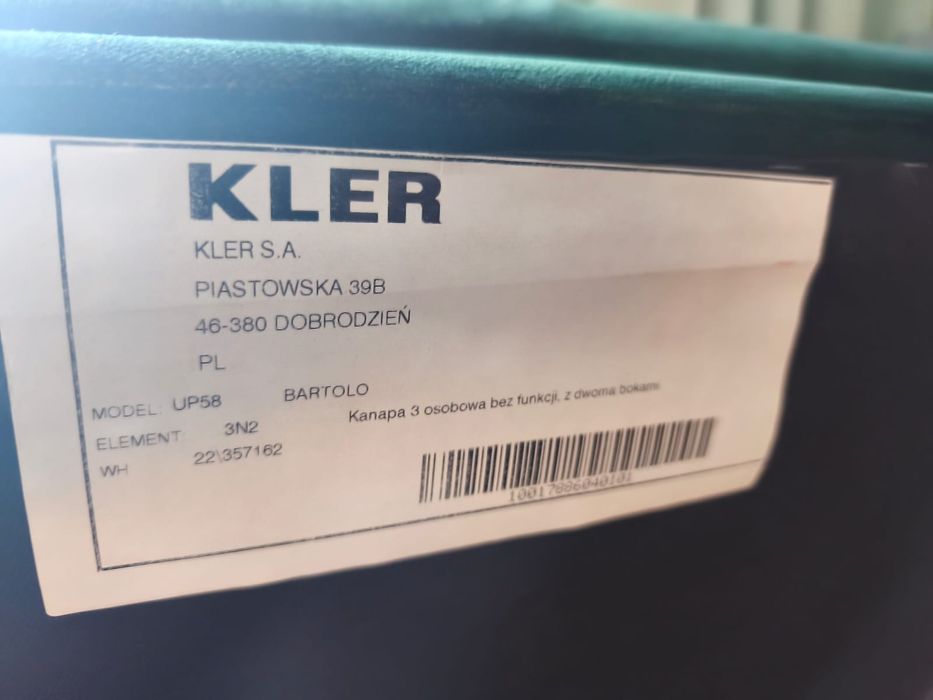 KLER
KLER S.A.
PIASTOWSKA 39B
46-380 DOBRODZIEŃ
PL
MODEL: UP58 BARTOLO
ELEMENT: 3N2 Kanapa 3 osobowa bez funkcji, z dwoma bokami
WH 22\357162
10017886040101